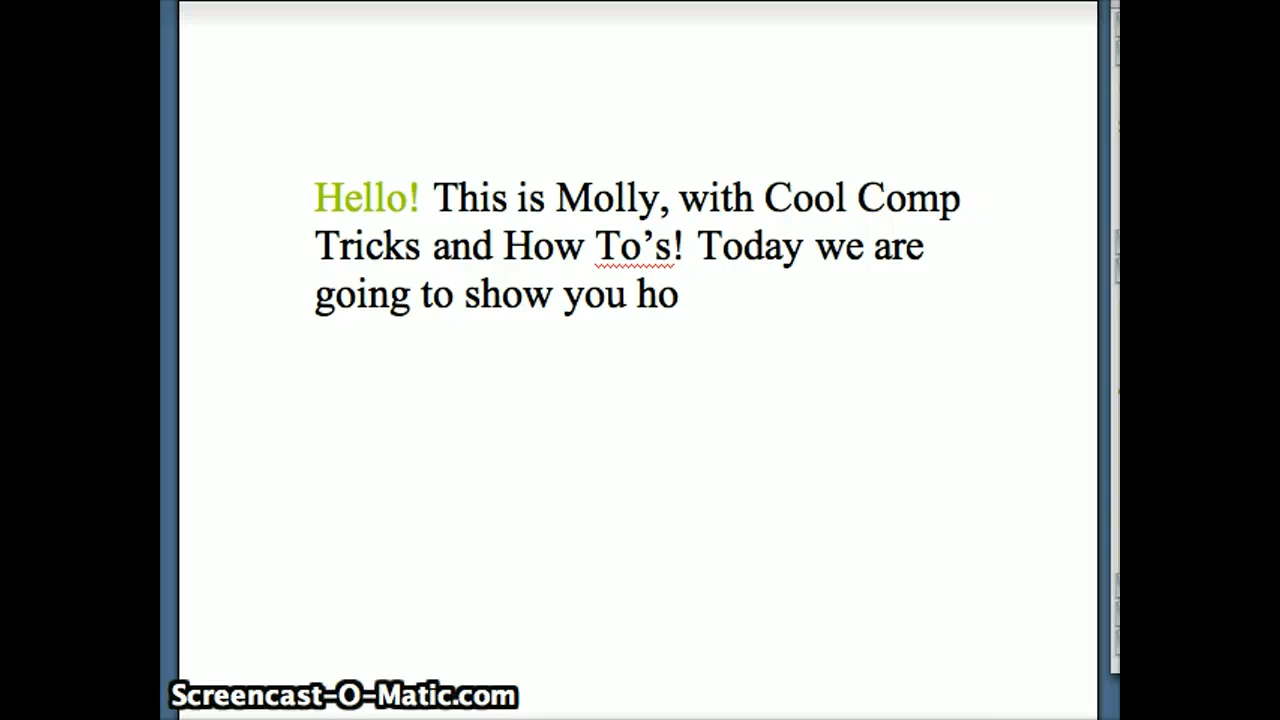 Hello! This is Molly, with Cool Comp
Tricks and How To’s! Today we are
going to show you ho
Screencast-O-Matic.com